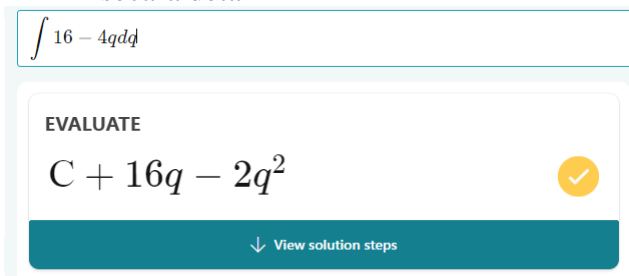 ∫ 16 – 4qdq
EVALUATE
C + 16q – 2q²
View solution steps